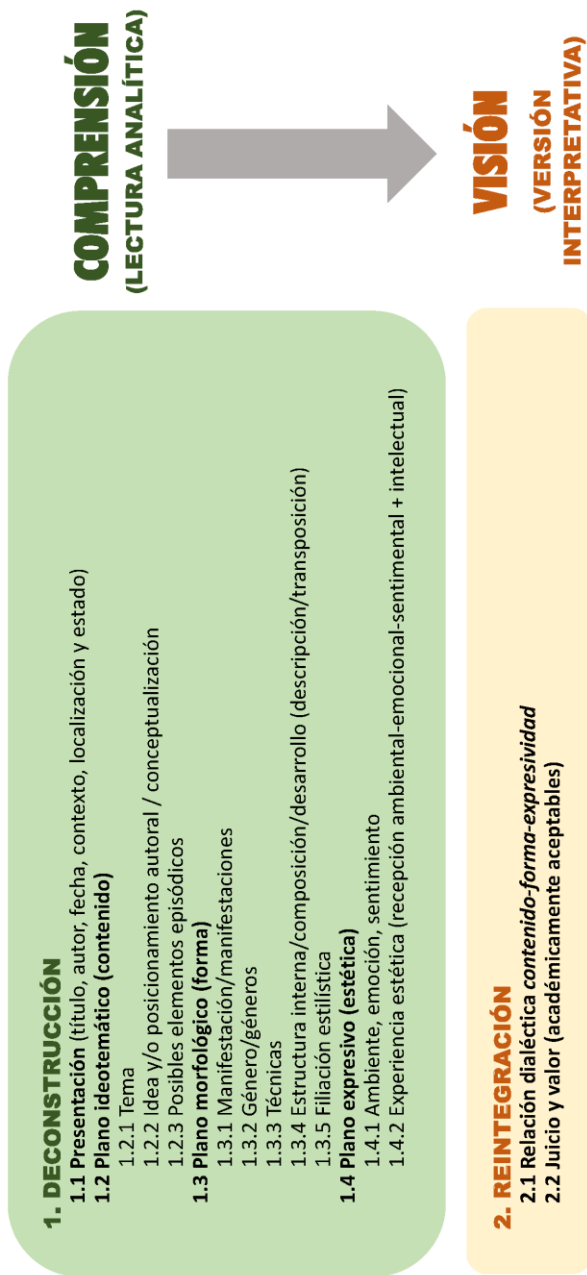 1. DECONSTRUCCIÓN
1.1 Presentación (título, autor, fecha, contexto, localización y estado)
1.2 Plano ideotemático (contenido)
1.2.1 Tema
1.2.2 Idea y/o posicionamiento autoral / conceptualización
1.2.3 Posibles elementos episódicos
1.3 Plano morfológico (forma)
1.3.1 Manifestación/manifestaciones
1.3.2 Género/géneros
1.3.3 Técnicas
1.3.4 Estructura interna/composición/desarrollo (descripción/transposición)
1.3.5 Filiación estilística
1.4 Plano expresivo (estética)
1.4.1 Ambiente, emoción, sentimiento
1.4.2 Experiencia estética (recepción ambiental-emocional-sentimental + intelectual)
COMPRENSIÓN
(LECTURA ANALÍTICA)
2. REINTEGRACIÓN
2.1 Relación dialéctica contenido-forma-expresividad
2.2 Juicio y valor (académicamente aceptables)
VISIÓN
(VERSIÓN
INTERPRETATIVA)